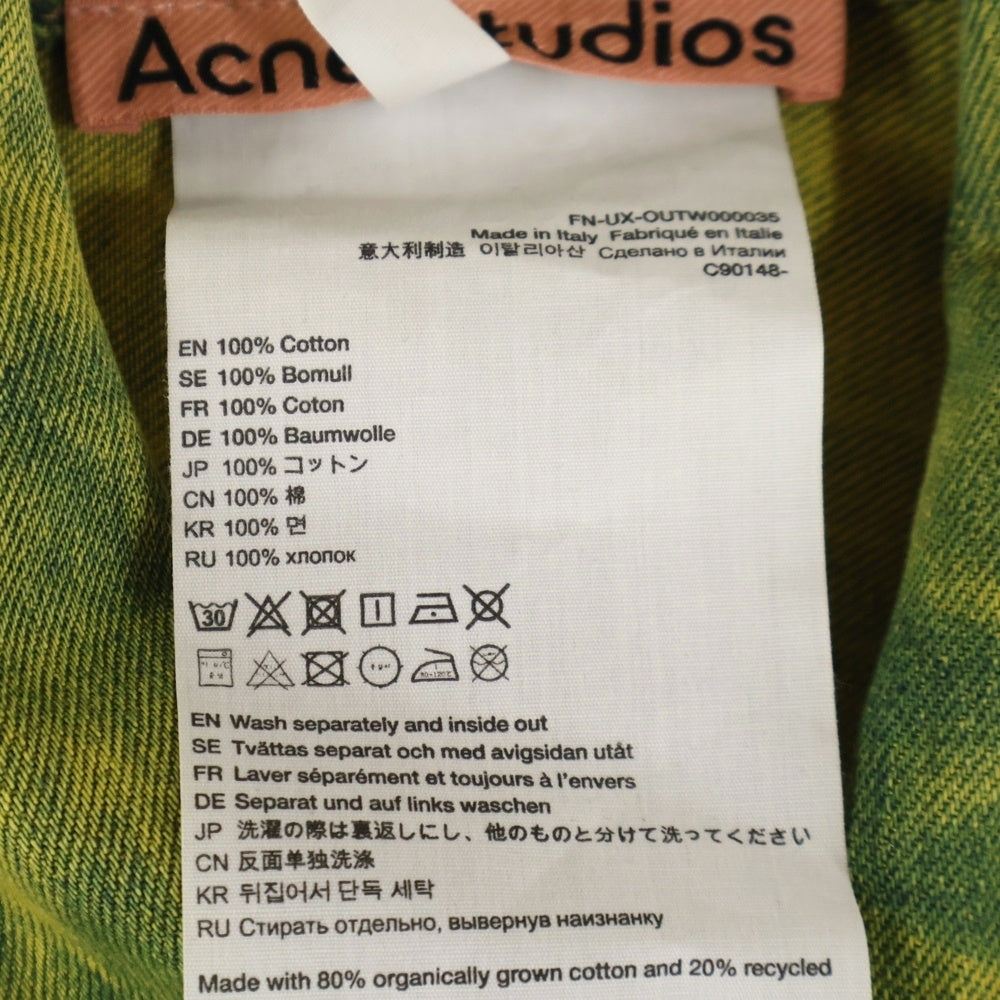 Acne Studios
FN-UX-OUTW000035
Made in Italy Fabriqué en Italie
意大利制造 이탈리아산 Сделано в Италии
C90148-
EN 100% Cotton
SE 100% Bomull
FR 100% Coton
DE 100% Baumwolle
JP 100% コットン
CN 100% 棉
KR 100% 면
RU 100% хлопок
30
EN Wash separately and inside out
SE Tvättas separat och med avigsidan utåt
FR Laver séparément et toujours à l'envers
DE Separat und auf links waschen
JP 洗濯の際は裏返しにし、他のものと分けて洗ってください
CN 反面单独洗涤
KR 뒤집어서 단독 세탁
RU Стирать отдельно, вывернув наизнанку
Made with 80% organically grown cotton and 20% recycled